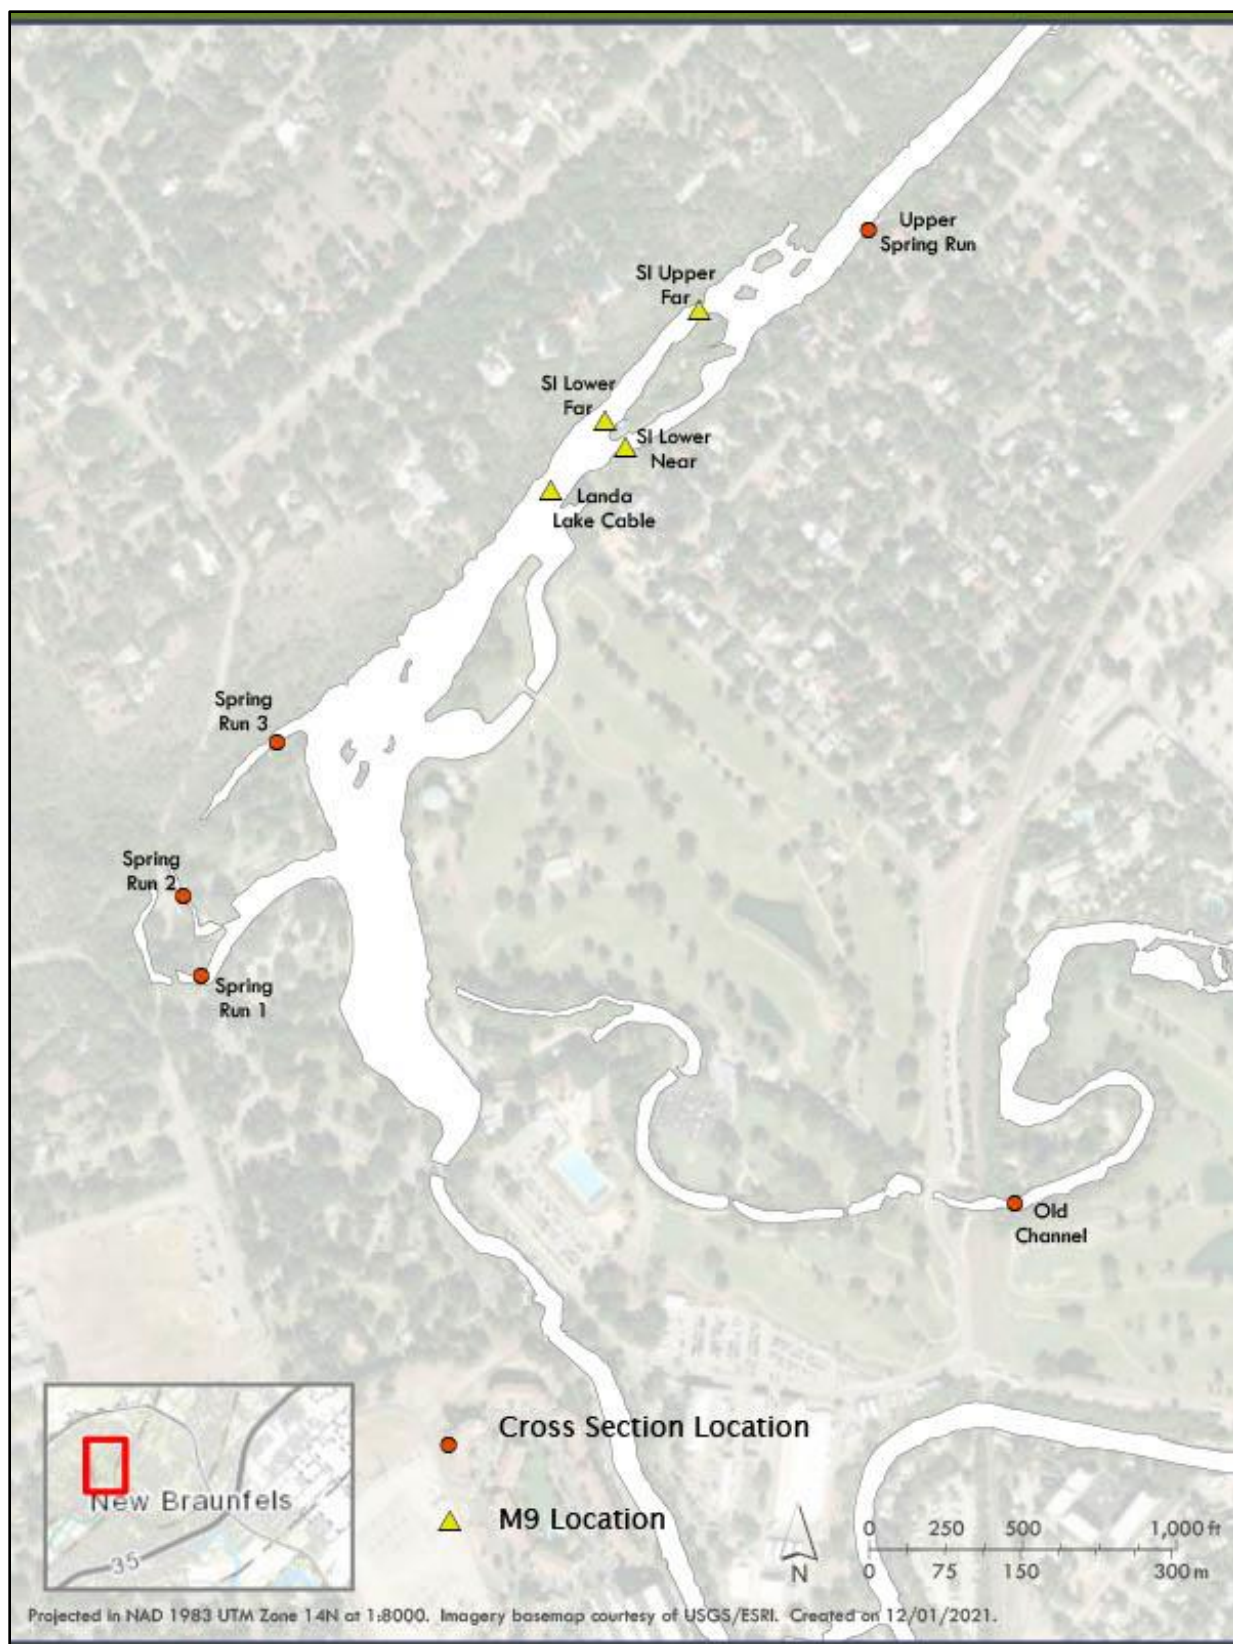 Upper
Spring Run
SI Upper
Far
SI Lower
Far
SI Lower
Near
Landa
Lake Cable
Spring
Run 3
Spring
Run 2
Spring
Run 1
Old
Channel
Cross Section Location
M9 Location
New Braunfels
35
N
0 250 500 1,000 ft
0 75 150 300 m
Projected in NAD 1983 UTM Zone 14N at 1:8000. Imagery basemap courtesy of USGS/ESRI. Created on 12/01/2021.